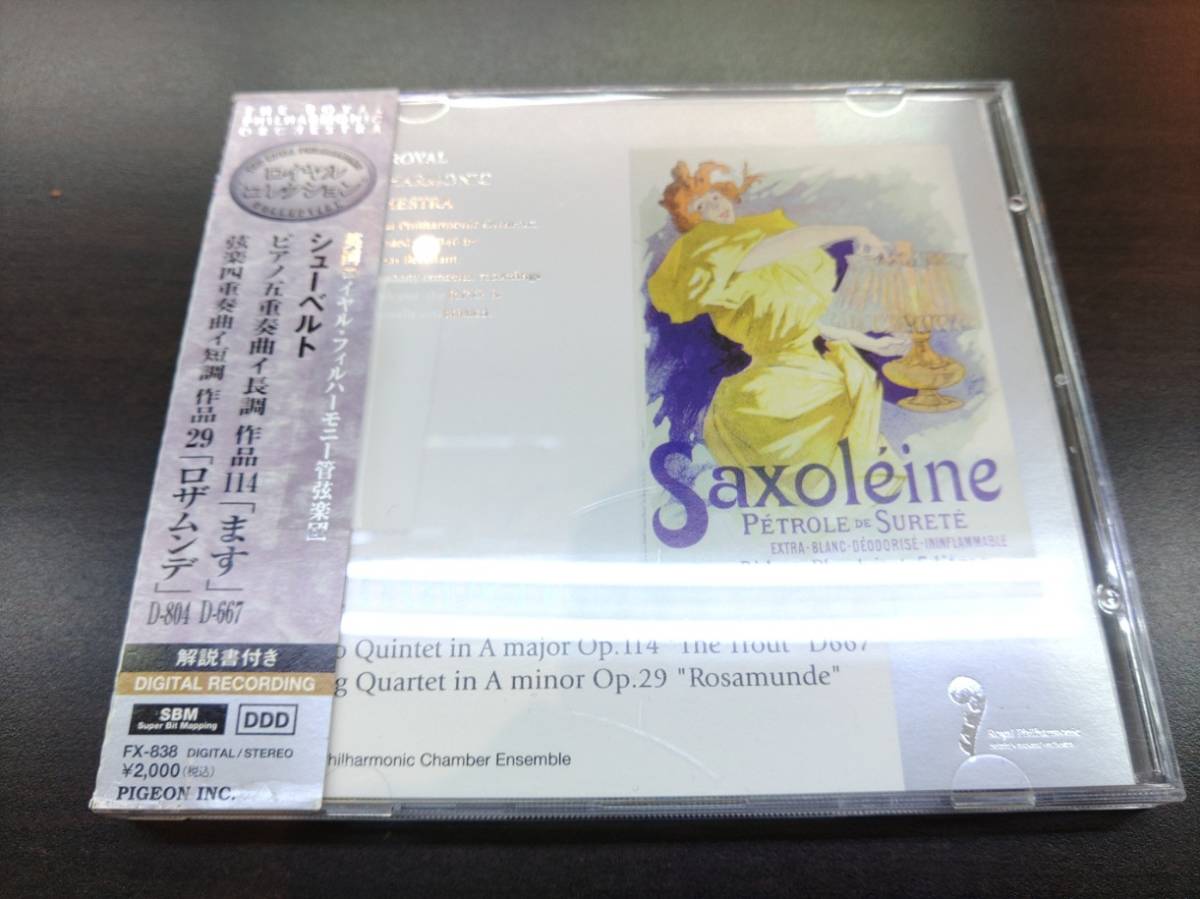 THE ROYAL
PHILHARMONIC
ORCHESTRA
ロイヤル
コレクション
英国ロイヤル・フィルハーモニー管弦楽団
シューベルト
ピアノ五重奏曲イ長調 作品114「ます」 D-667
弦楽四重奏曲イ短調 作品29「ロザムンデ」 D-804
解説書付き
DIGITAL RECORDING
SBM
Super Bit Mapping
DDD
FX-838 DIGITAL/STEREO
¥2,000(税込)
PIGEON INC.
ROYAL
Saxoléine
PÉTROLE DE SURETÉ
EXTRA-BLANC-DÉODORISÉ-ININFLAMMABLE
Quintet in A major Op.114 "The Trout" D667
Quartet in A minor Op.29 "Rosamunde"
hilharmonic Chamber Ensemble
Royal Philharmonic